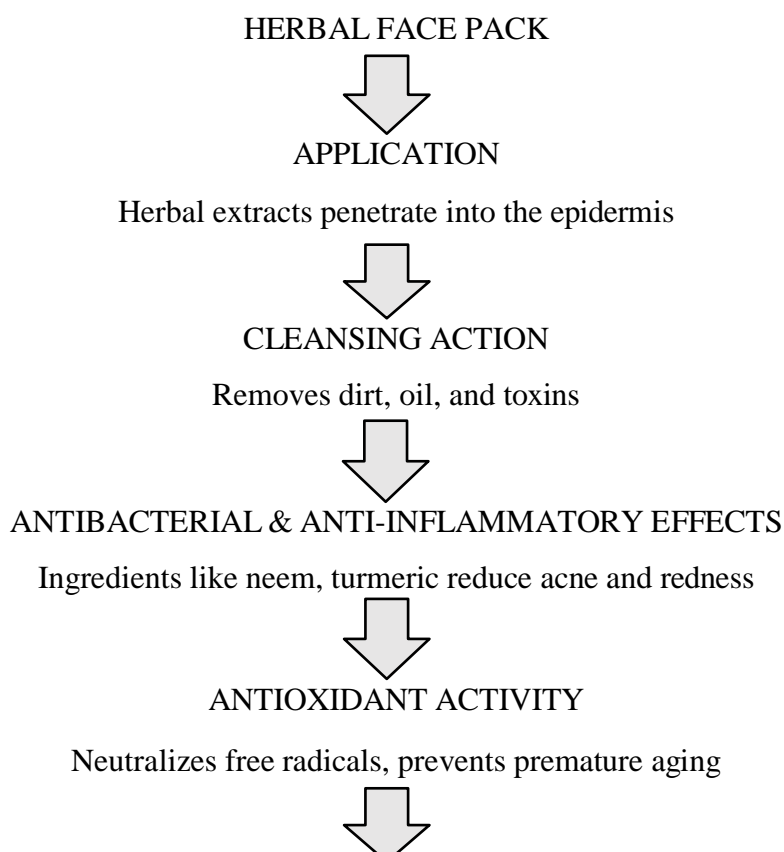 HERBAL FACE PACK
APPLICATION
Herbal extracts penetrate into the epidermis
CLEANSING ACTION
Removes dirt, oil, and toxins
ANTIBACTERIAL & ANTI-INFLAMMATORY EFFECTS
Ingredients like neem, turmeric reduce acne and redness
ANTIOXIDANT ACTIVITY
Neutralizes free radicals, prevents premature aging